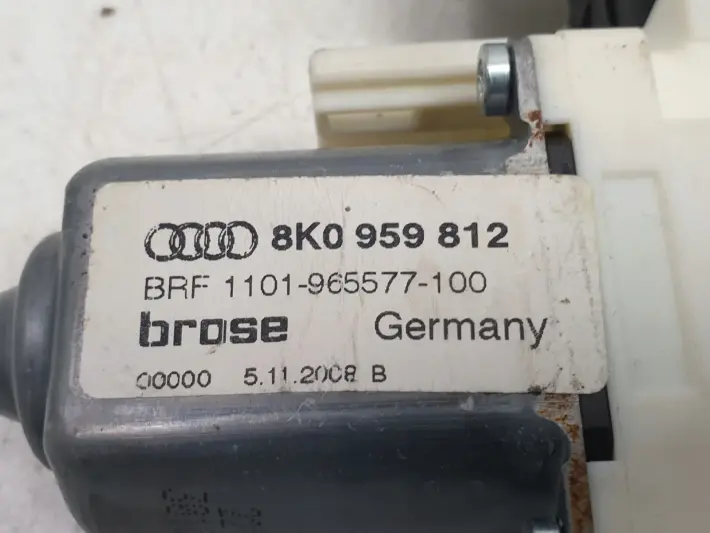 8K0 959 812
BRF 1101-965577-100
brose Germany
00000 5.11.2008 B